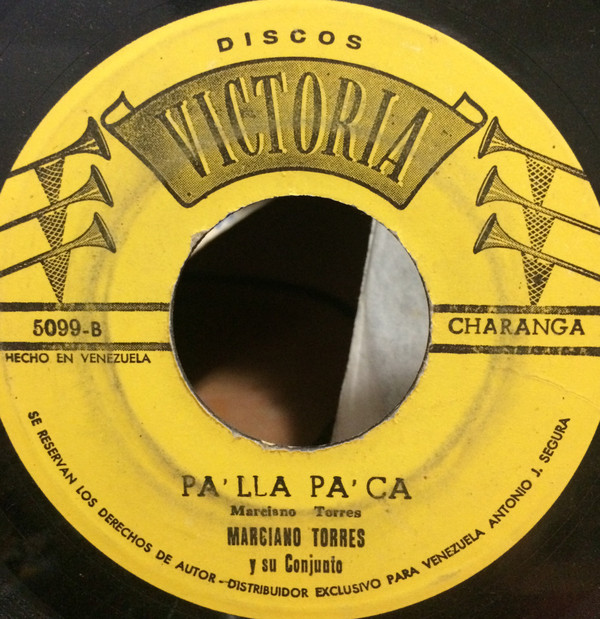 DISCOS
VICTORIA
5099-B
CHARANGA
HECHO EN VENEZUELA
PA'LLA PA'CA
Marciano Torres
MARCIANO TORRES
y su Conjunto
SE RESERVAN LOS DERECHOS DE AUTOR - DISTRIBUIDOR EXCLUSIVO PARA VENEZUELA ANTONIO J. SEGURA